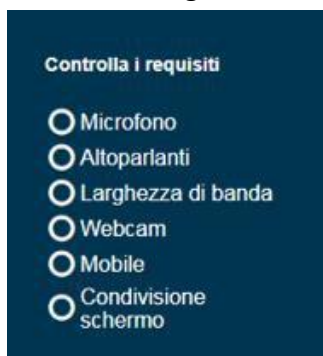 Controlla i requisiti
Microfono
Altoparlanti
Larghezza di banda
Webcam
Mobile
Condivisione
schermo